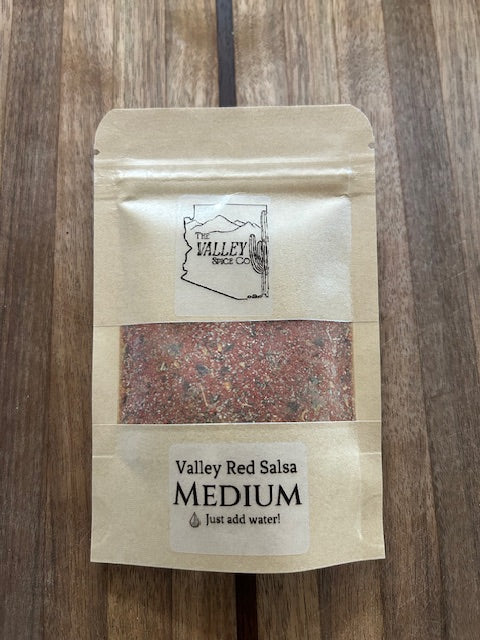 THE
VALLEY
SPICE CO
Valley Red Salsa
MEDIUM
Just add water!